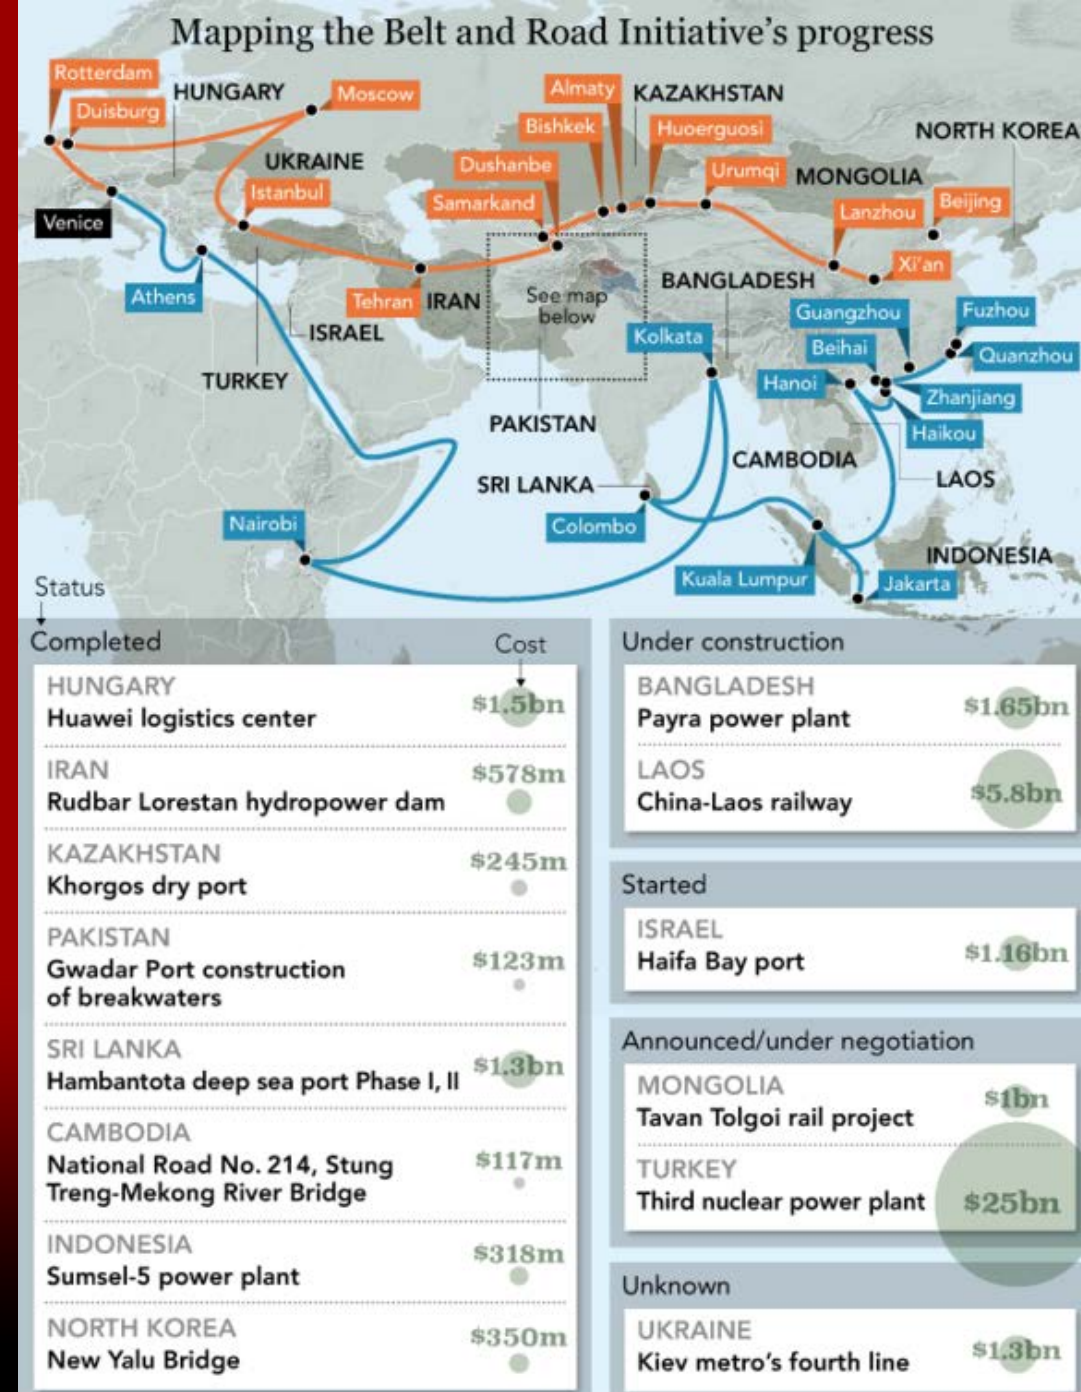 Mapping the Belt and Road Initiative's progress
Rotterdam
Duisburg
HUNGARY
Moscow
Almaty
KAZAKHSTAN
Bishkek
Huoerguosi
NORTH KOREA
UKRAINE
Dushanbe
Istanbul
Urumqi
MONGOLIA
Samarkand
Lanzhou
Beijing
Venice
Xi'an
BANGLADESH
Athens
Tehran
IRAN
See map
below
Guangzhou
Fuzhou
ISRAEL
Kolkata
Beihai
Quanzhou
TURKEY
Hanoi
Zhanjiang
PAKISTAN
Haikou
CAMBODIA
SRI LANKA
LAOS
Nairobi
Colombo
INDONESIA
Kuala Lumpur
Jakarta
Status
Completed
Cost
HUNGARY
Huawei logistics center
$1.5bn
IRAN
Rudbar Lorestan hydropower dam
$578m
KAZAKHSTAN
Khorgos dry port
$245m
PAKISTAN
Gwadar Port construction
of breakwaters
$123m
SRI LANKA
Hambantota deep sea port Phase I, II
$1.3bn
CAMBODIA
National Road No. 214, Stung
Treng-Mekong River Bridge
$117m
INDONESIA
Sumsel-5 power plant
$318m
NORTH KOREA
New Yalu Bridge
$350m
Under construction
BANGLADESH
Payra power plant
$1.65bn
LAOS
China-Laos railway
$5.8bn
Started
ISRAEL
Haifa Bay port
$1.16bn
Announced/under negotiation
MONGOLIA
Tavan Tolgoi rail project
$1bn
TURKEY
Third nuclear power plant
$25bn
Unknown
UKRAINE
Kiev metro's fourth line
$1.3bn